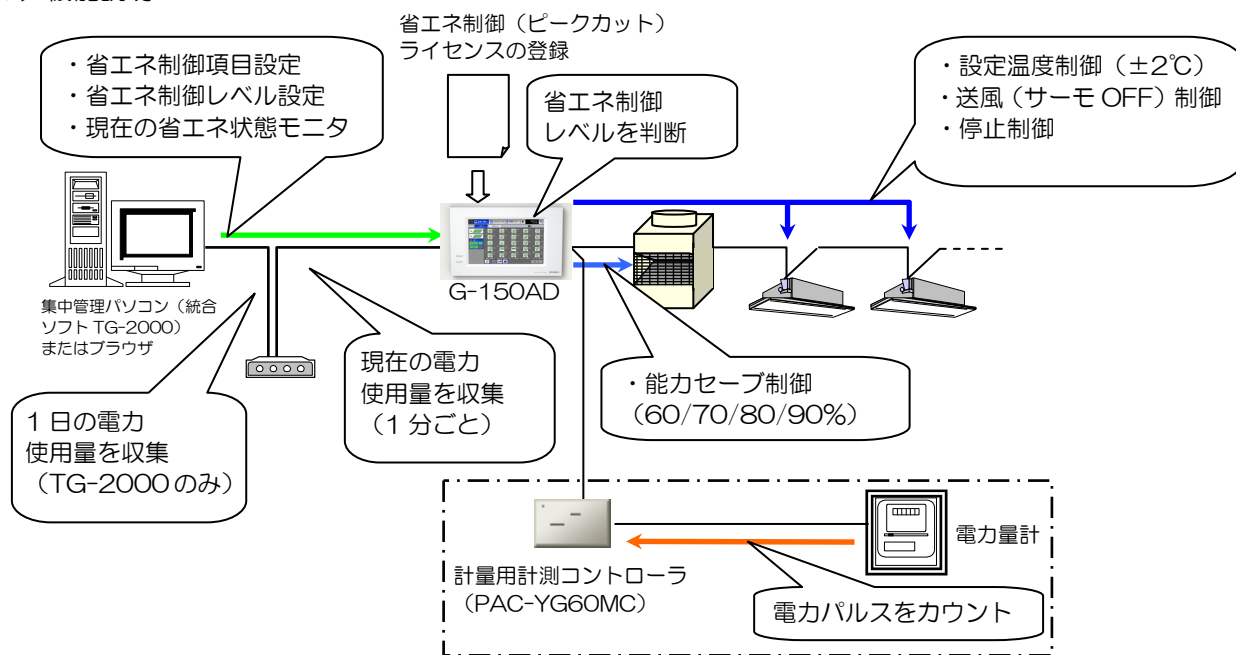 省エネ制御（ピークカット）
ライセンスの登録
・省エネ制御項目設定
・省エネ制御レベル設定
・現在の省エネ状態モニタ
省エネ制御
レベルを判断
・設定温度制御（±2℃）
・送風（サーモ OFF）制御
・停止制御
G-150AD
集中管理パソコン（統合
ソフト TG-2000）
またはブラウザ
1 日の電力
使用量を収集
（TG-2000 のみ）
現在の電力
使用量を収集
（1 分ごと）
・能力セーブ制御
（60/70/80/90%）
計量用計測コントローラ
（PAC-YG60MC）
電力量計
電力パルスをカウント